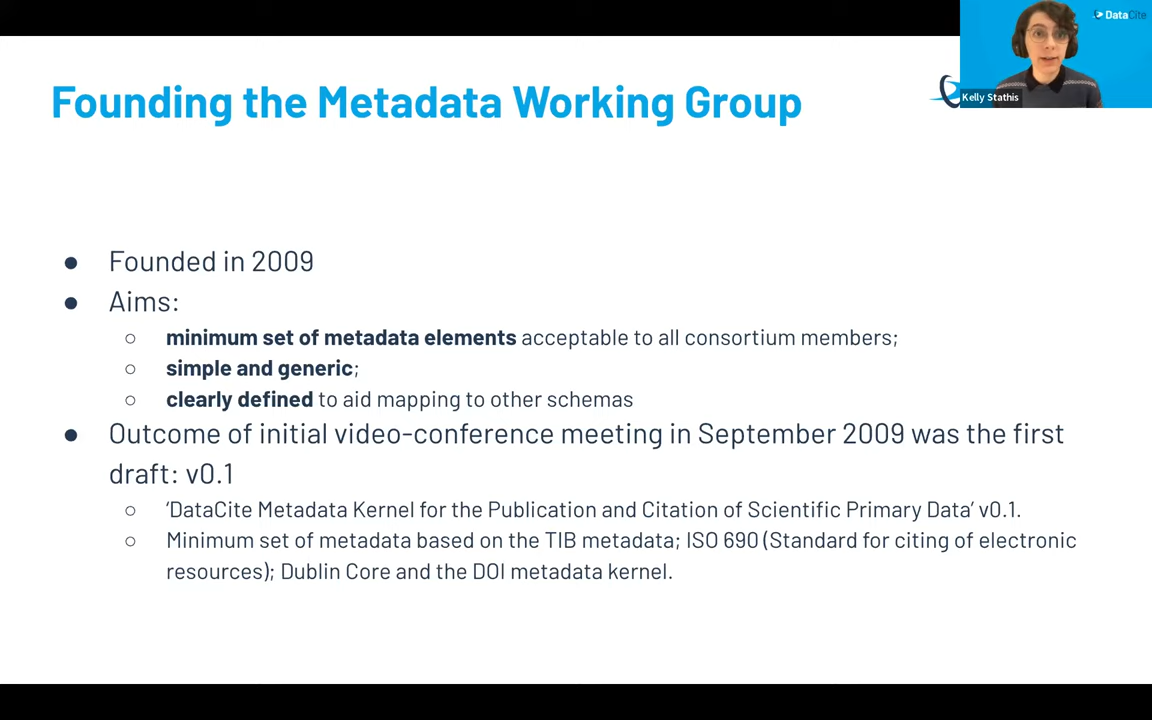 Founding the Metadata Working Group
DataCite
Kelly Stathis
● Founded in 2009
● Aims:
○ minimum set of metadata elements acceptable to all consortium members;
○ simple and generic;
○ clearly defined to aid mapping to other schemas
● Outcome of initial video-conference meeting in September 2009 was the first
draft: v0.1
○ ‘DataCite Metadata Kernel for the Publication and Citation of Scientific Primary Data’ v0.1.
○ Minimum set of metadata based on the TIB metadata; ISO 690 (Standard for citing of electronic
resources); Dublin Core and the DOI metadata kernel.